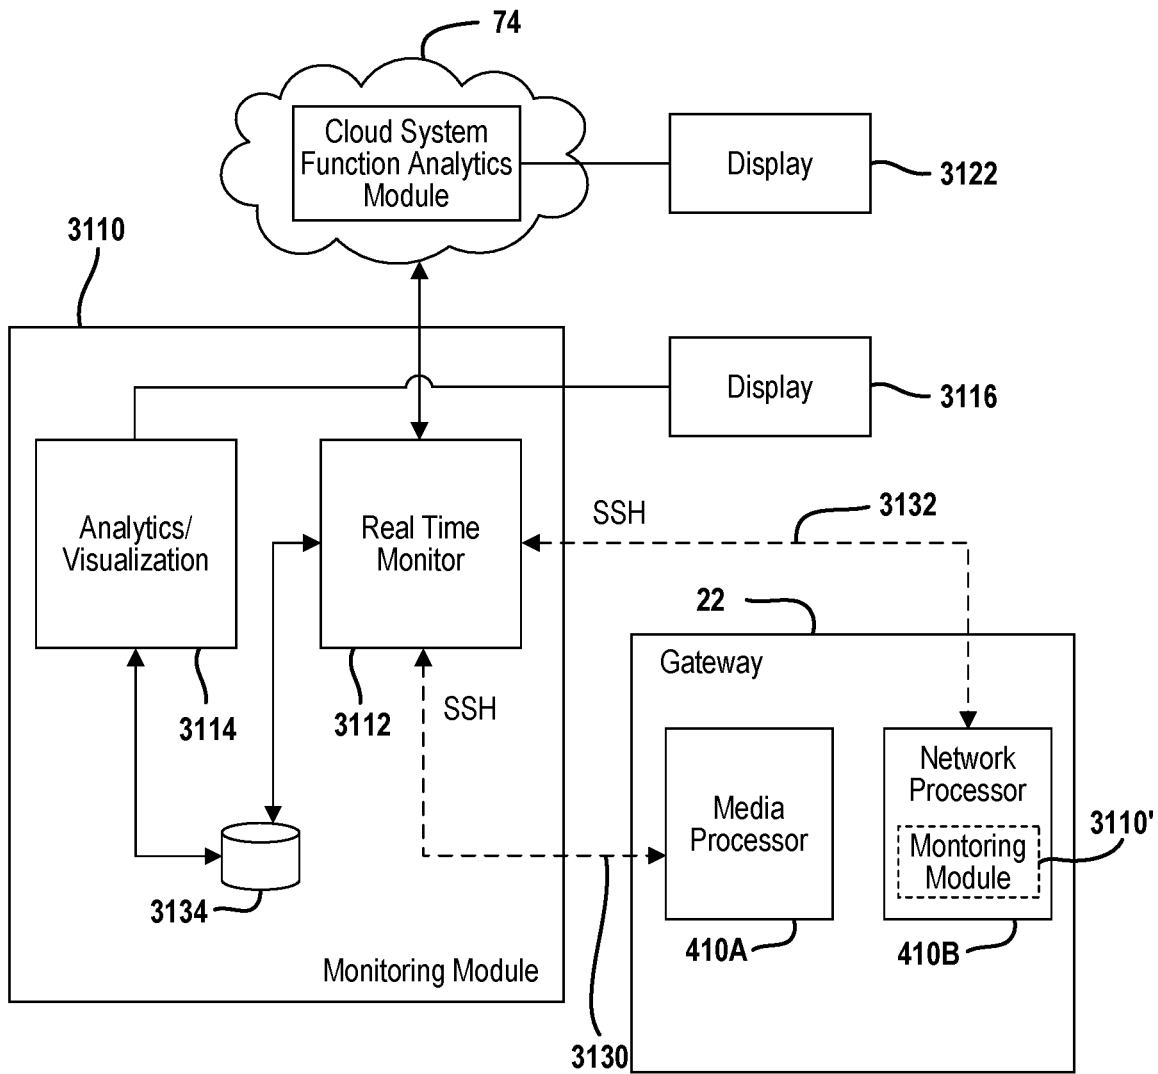 74
Cloud System
Function Analytics
Module
Display
3122
3110
Display
3116
Analytics/
Visualization
Real Time
Monitor
SSH
3132
22
Gateway
3114
3112
SSH
Media
Processor
Network
Processor
Montoring
Module
3110'
3134
410A
410B
Monitoring Module
3130